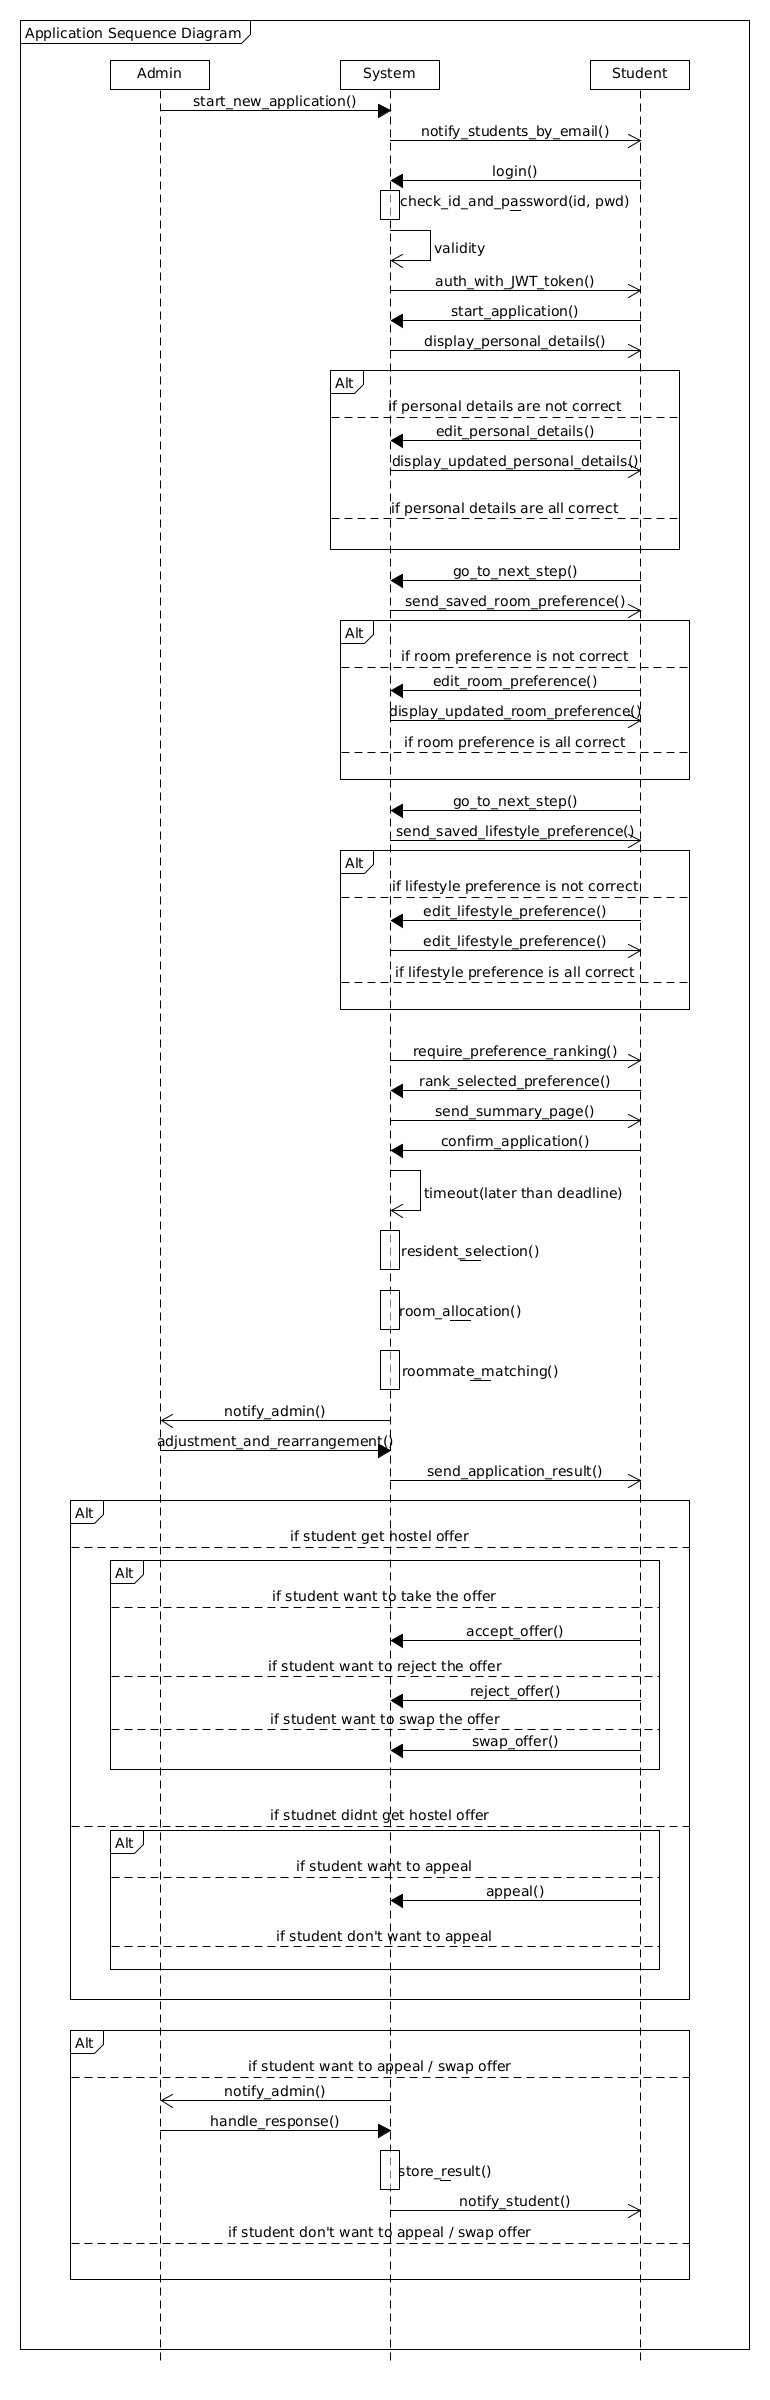 Application Sequence Diagram
Admin
System
Student
start_new_application()
notify_students_by_email()
login()
check_id_and_password(id, pwd)
validity
auth_with_JWT_token()
start_application()
display_personal_details()
Alt
if personal details are not correct
edit_personal_details()
display_updated_personal_details()
if personal details are all correct
go_to_next_step()
send_saved_room_preference()
Alt
if room preference is not correct
edit_room_preference()
display_updated_room_preference()
if room preference is all correct
go_to_next_step()
send_saved_lifestyle_preference()
Alt
if lifestyle preference is not correct
edit_lifestyle_preference()
edit_lifestyle_preference()
if lifestyle preference is all correct
require_preference_ranking()
rank_selected_preference()
send_summary_page()
confirm_application()
timeout(later than deadline)
resident_selection()
room_allocation()
roommate_matching()
notify_admin()
adjustment_and_rearrangement()
send_application_result()
Alt
if student get hostel offer
Alt
if student want to take the offer
accept_offer()
if student want to reject the offer
reject_offer()
if student want to swap the offer
swap_offer()
if studnet didnt get hostel offer
Alt
if student want to appeal
appeal()
if student don't want to appeal
Alt
if student want to appeal / swap offer
notify_admin()
handle_response()
store_result()
notify_student()
if student don't want to appeal / swap offer